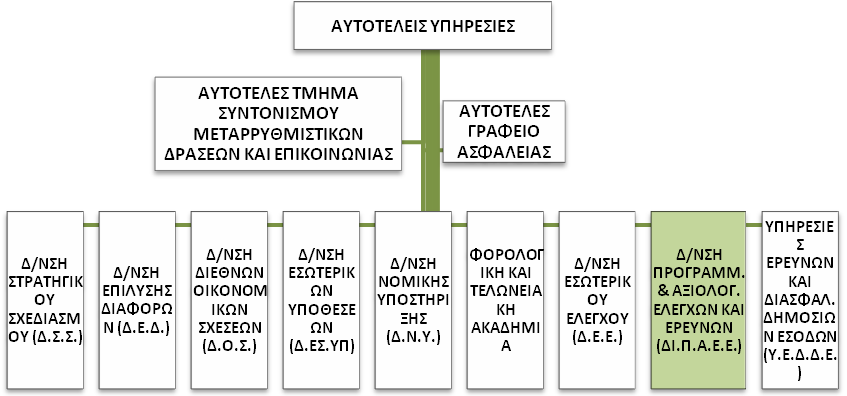 ΑΥΤΟΤΕΛΕΙΣ ΥΠΗΡΕΣΙΕΣ
ΑΥΤΟΤΕΛΕΣ ΤΜΗΜΑ
ΣΥΝΤΟΝΙΣΜΟΥ
ΜΕΤΑΡΡΥΘΜΙΣΤΙΚΩΝ
ΔΡΑΣΕΩΝ ΚΑΙ ΕΠΙΚΟΙΝΩΝΙΑΣ
ΑΥΤΟΤΕΛΕΣ
ΓΡΑΦΕΙΟ
ΑΣΦΑΛΕΙΑΣ
Δ/ΝΣΗ
ΣΤΡΑΤΗΓΙΚ
ΟΥ
ΣΧΕΔΙΑΣΜ
ΟΥ (Δ.Σ.Σ.)
Δ/ΝΣΗ
ΕΠΙΛΥΣΗΣ
ΔΙΑΦΟΡΩ
Ν (Δ.Ε.Δ.)
Δ/ΝΣΗ
ΔΙΕΘΝΩΝ
ΟΙΚΟΝΟΜ
ΙΚΩΝ
ΣΧΕΣΕΩΝ
(Δ.Ο.Σ.)
Δ/ΝΣΗ
ΕΣΩΤΕΡΙΚ
ΩΝ
ΥΠΟΘΕΣΕ
ΩΝ
(Δ.ΕΣ.ΥΠ)
Δ/ΝΣΗ
ΝΟΜΙΚΗΣ
ΥΠΟΣΤΗΡΙ
ΞΗΣ
(Δ.Ν.Υ.)
ΦΟΡΟΛΟΓ
ΙΚΗ ΚΑΙ
ΤΕΛΩΝΕΙΑ
ΚΗ
ΑΚΑΔΗΜΙ
Α
Δ/ΝΣΗ
ΕΣΩΤΕΡΙΚ
ΟΥ
ΕΛΕΓΧΟΥ
(Δ.Ε.Ε.)
Δ/ΝΣΗ
ΠΡΟΓΡΑΜΜ.
& ΑΞΙΟΛΟΓ.
ΕΛΕΓΧΩΝ ΚΑΙ
ΕΡΕΥΝΩΝ
(ΔΙ.Π.Α.Ε.Ε.)
ΥΠΗΡΕΣΙΕ
Σ
ΕΡΕΥΝΩΝ
ΚΑΙ
ΔΙΑΣΦΑΛ.
ΔΗΜΟΣΙΩ
Ν ΕΣΟΔΩΝ
(Υ.Ε.Δ.Δ.Ε.
)